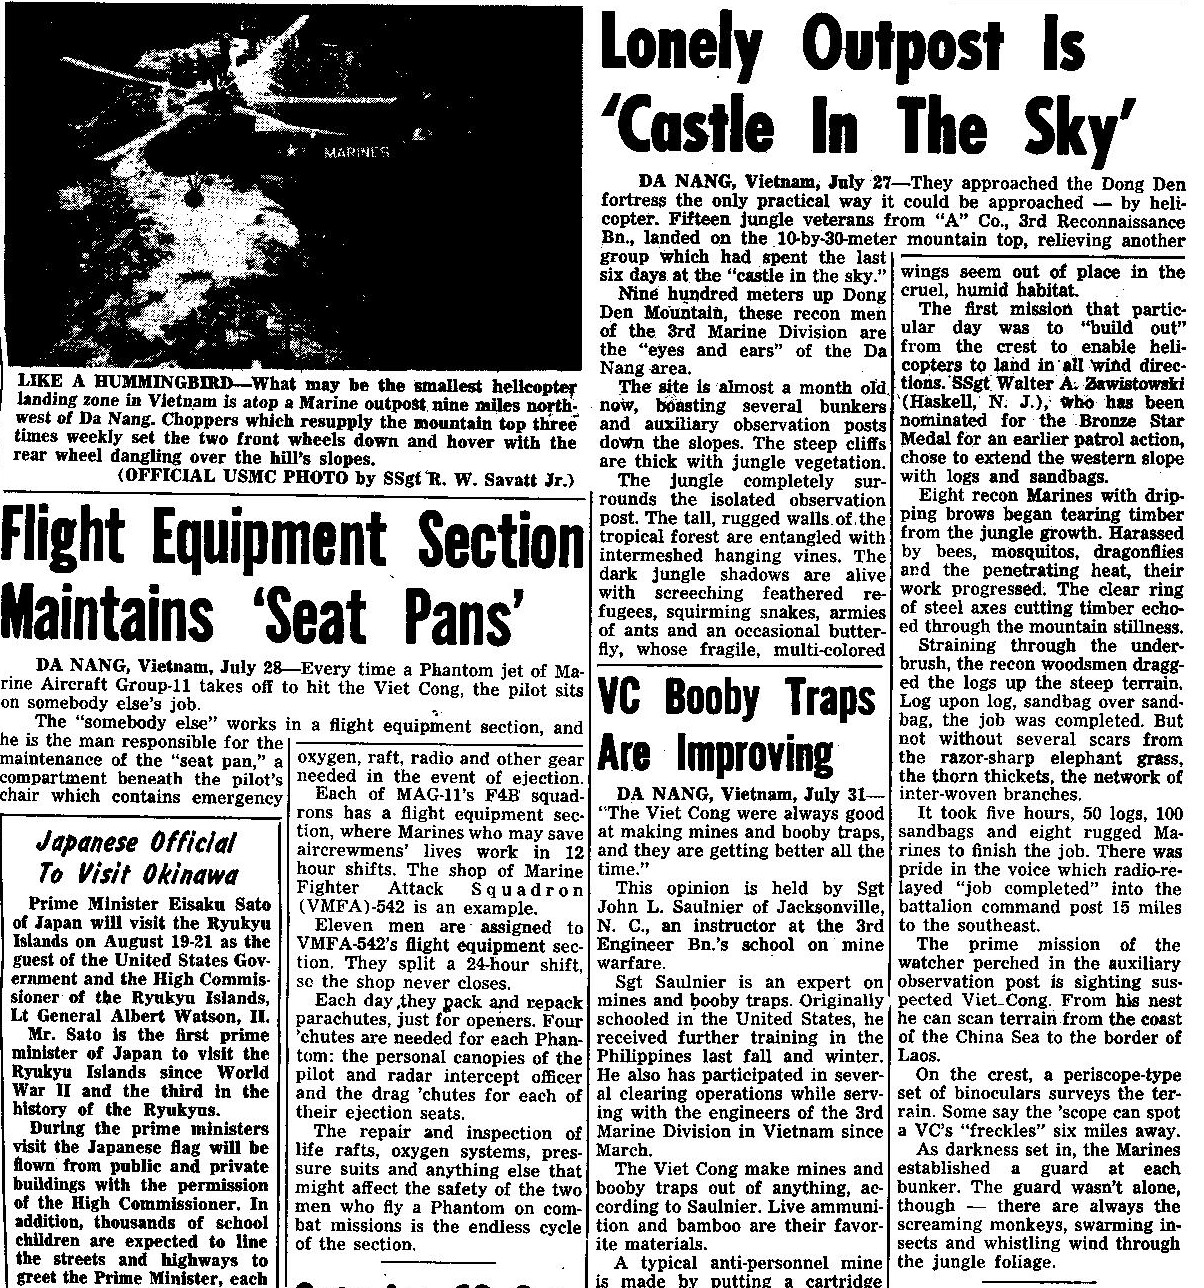 MARINES
LIKE A HUMMINGBIRD—What may be the smallest helicopter
landing zone in Vietnam is atop a Marine outpost nine miles north-
west of Da Nang. Choppers which resupply the mountain top three
times weekly set the two front wheels down and hover with the
rear wheel dangling over the hill's slopes.
(OFFICIAL USMC PHOTO by SSgt R. W. Savatt Jr.)
Flight Equipment Section
Maintains 'Seat Pans'
DA NANG, Vietnam, July 28—Every time a Phantom jet of Ma-
rine Aircraft Group-11 takes off to hit the Viet Cong, the pilot sits
on somebody else's job.
The "somebody else" works in a flight equipment section, and
he is the man responsible for the
maintenance of the "seat pan," a
compartment beneath the pilot's
chair which contains emergency
oxygen, raft, radio and other gear
needed in the event of ejection.
Each of MAG-11's F4B squad-
rons has a flight equipment sec-
tion, where Marines who may save
aircrewmens' lives work in 12
hour shifts. The shop of Marine
Fighter Attack Squadron
(VMFA)-542 is an example.
Eleven men are assigned to
VMFA-542's flight equipment sec-
tion. They split a 24-hour shift,
so the shop never closes.
Each day they pack and repack
parachutes, just for openers. Four
'chutes are needed for each Phan-
tom: the personal canopies of the
pilot and radar intercept officer
and the drag 'chutes for each of
their ejection seats.
The repair and inspection of
life rafts, oxygen systems, pres-
sure suits and anything else that
might affect the safety of the two
men who fly a Phantom on com-
bat missions is the endless cycle
of the section.
Japanese Official
To Visit Okinawa
Prime Minister Eisaku Sato
of Japan will visit the Ryukyu
Islands on August 19-21 as the
guest of the United States Gov-
ernment and the High Commis-
sioner of the Ryukyu Islands,
Lt General Albert Watson, II.
Mr. Sato is the first prime
minister of Japan to visit the
Ryukyu Islands since World
War II and the third in the
history of the Ryukyus.
During the prime ministers
visit the Japanese flag will be
flown from public and private
buildings with the permission
of the High Commissioner. In
addition, thousands of school
children are expected to line
the streets and highways to
greet the Prime Minister, each
Lonely Outpost Is
'Castle In The Sky'
DA NANG, Vietnam, July 27—They approached the Dong Den
fortress the only practical way it could be approached — by heli-
copter. Fifteen jungle veterans from "A" Co., 3rd Reconnaissance
Bn., landed on the 10-by-30-meter mountain top, relieving another
group which had spent the last
six days at the "castle in the sky."
Nine hundred meters up Dong
Den Mountain, these recon men
of the 3rd Marine Division are
the "eyes and ears" of the Da
Nang area.
The site is almost a month old
now, boasting several bunkers
and auxiliary observation posts
down the slopes. The steep cliffs
are thick with jungle vegetation.
The jungle completely sur-
rounds the isolated observation
post. The tall, rugged walls of the
tropical forest are entangled with
intermeshed hanging vines. The
dark jungle shadows are alive
with screeching feathered re-
fugees, squirming snakes, armies
of ants and an occasional butter-
fly, whose fragile, multi-colored
wings seem out of place in the
cruel, humid habitat.
The first mission that partic-
ular day was to "build out"
from the crest to enable heli-
copters to land in all wind direc-
tions. SSgt Walter A. Zawistowski
(Haskell, N. J.), who has been
nominated for the Bronze Star
Medal for an earlier patrol action,
chose to extend the western slope
with logs and sandbags.
Eight recon Marines with drip-
ping brows began tearing timber
from the jungle growth. Harassed
by bees, mosquitos, dragonflies
and the penetrating heat, their
work progressed. The clear ring
of steel axes cutting timber echo-
ed through the mountain stillness.
Straining through the under-
brush, the recon woodsmen dragg-
ed the logs up the steep terrain.
Log upon log, sandbag over sand-
bag, the job was completed. But
not without several scars from
the razor-sharp elephant grass,
the thorn thickets, the network of
inter-woven branches.
It took five hours, 50 logs, 100
sandbags and eight rugged Ma-
rines to finish the job. There was
pride in the voice which radio-re-
layed "job completed" into the
battalion command post 15 miles
to the southeast.
The prime mission of the
watcher perched in the auxiliary
observation post is sighting sus-
pected Viet Cong. From his nest
he can scan terrain from the coast
of the China Sea to the border of
Laos.
On the crest, a periscope-type
set of binoculars surveys the ter-
rain. Some say the 'scope can spot
a VC's "freckles" six miles away.
As darkness set in, the Marines
established a guard at each
bunker. The guard wasn't alone,
though — there are always the
screaming monkeys, swarming in-
sects and whistling wind through
the jungle foliage.
VC Booby Traps
Are Improving
DA NANG, Vietnam, July 31—
"The Viet Cong were always good
at making mines and booby traps,
and they are getting better all the
time."
This opinion is held by Sgt
John L. Saulnier of Jacksonville,
N. C., an instructor at the 3rd
Engineer Bn.'s school on mine
warfare.
Sgt Saulnier is an expert on
mines and booby traps. Originally
schooled in the United States, he
received further training in the
Philippines last fall and winter.
He also has participated in sever-
al clearing operations while serv-
ing with the engineers of the 3rd
Marine Division in Vietnam since
March.
The Viet Cong make mines and
booby traps out of anything, ac-
cording to Saulnier. Live ammuni-
tion and bamboo are their favor-
ite materials.
A typical anti-personnel mine
is made by putting a cartridge